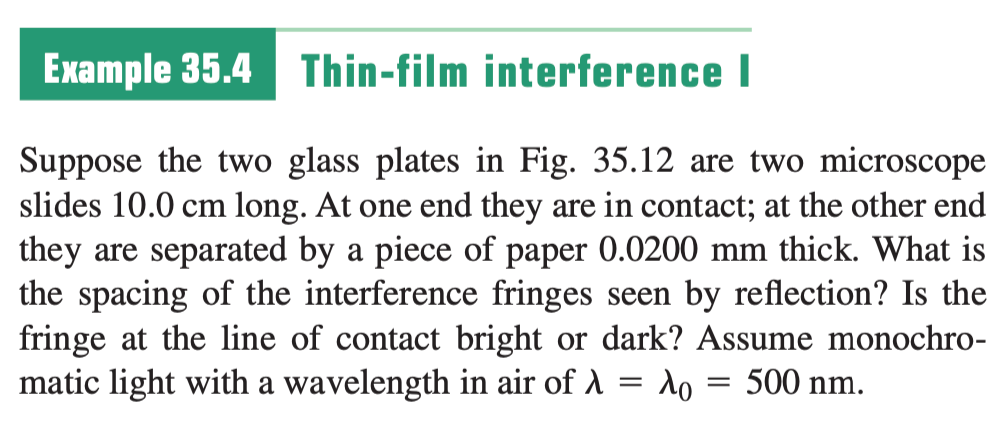 Example 35.4 Thin-film interference I
Suppose the two glass plates in Fig. 35.12 are two microscope
slides 10.0 cm long. At one end they are in contact; at the other end
they are separated by a piece of paper 0.0200 mm thick. What is
the spacing of the interference fringes seen by reflection? Is the
fringe at the line of contact bright or dark? Assume monochro-
matic light with a wavelength in air of λ = λ₀ = 500 nm.